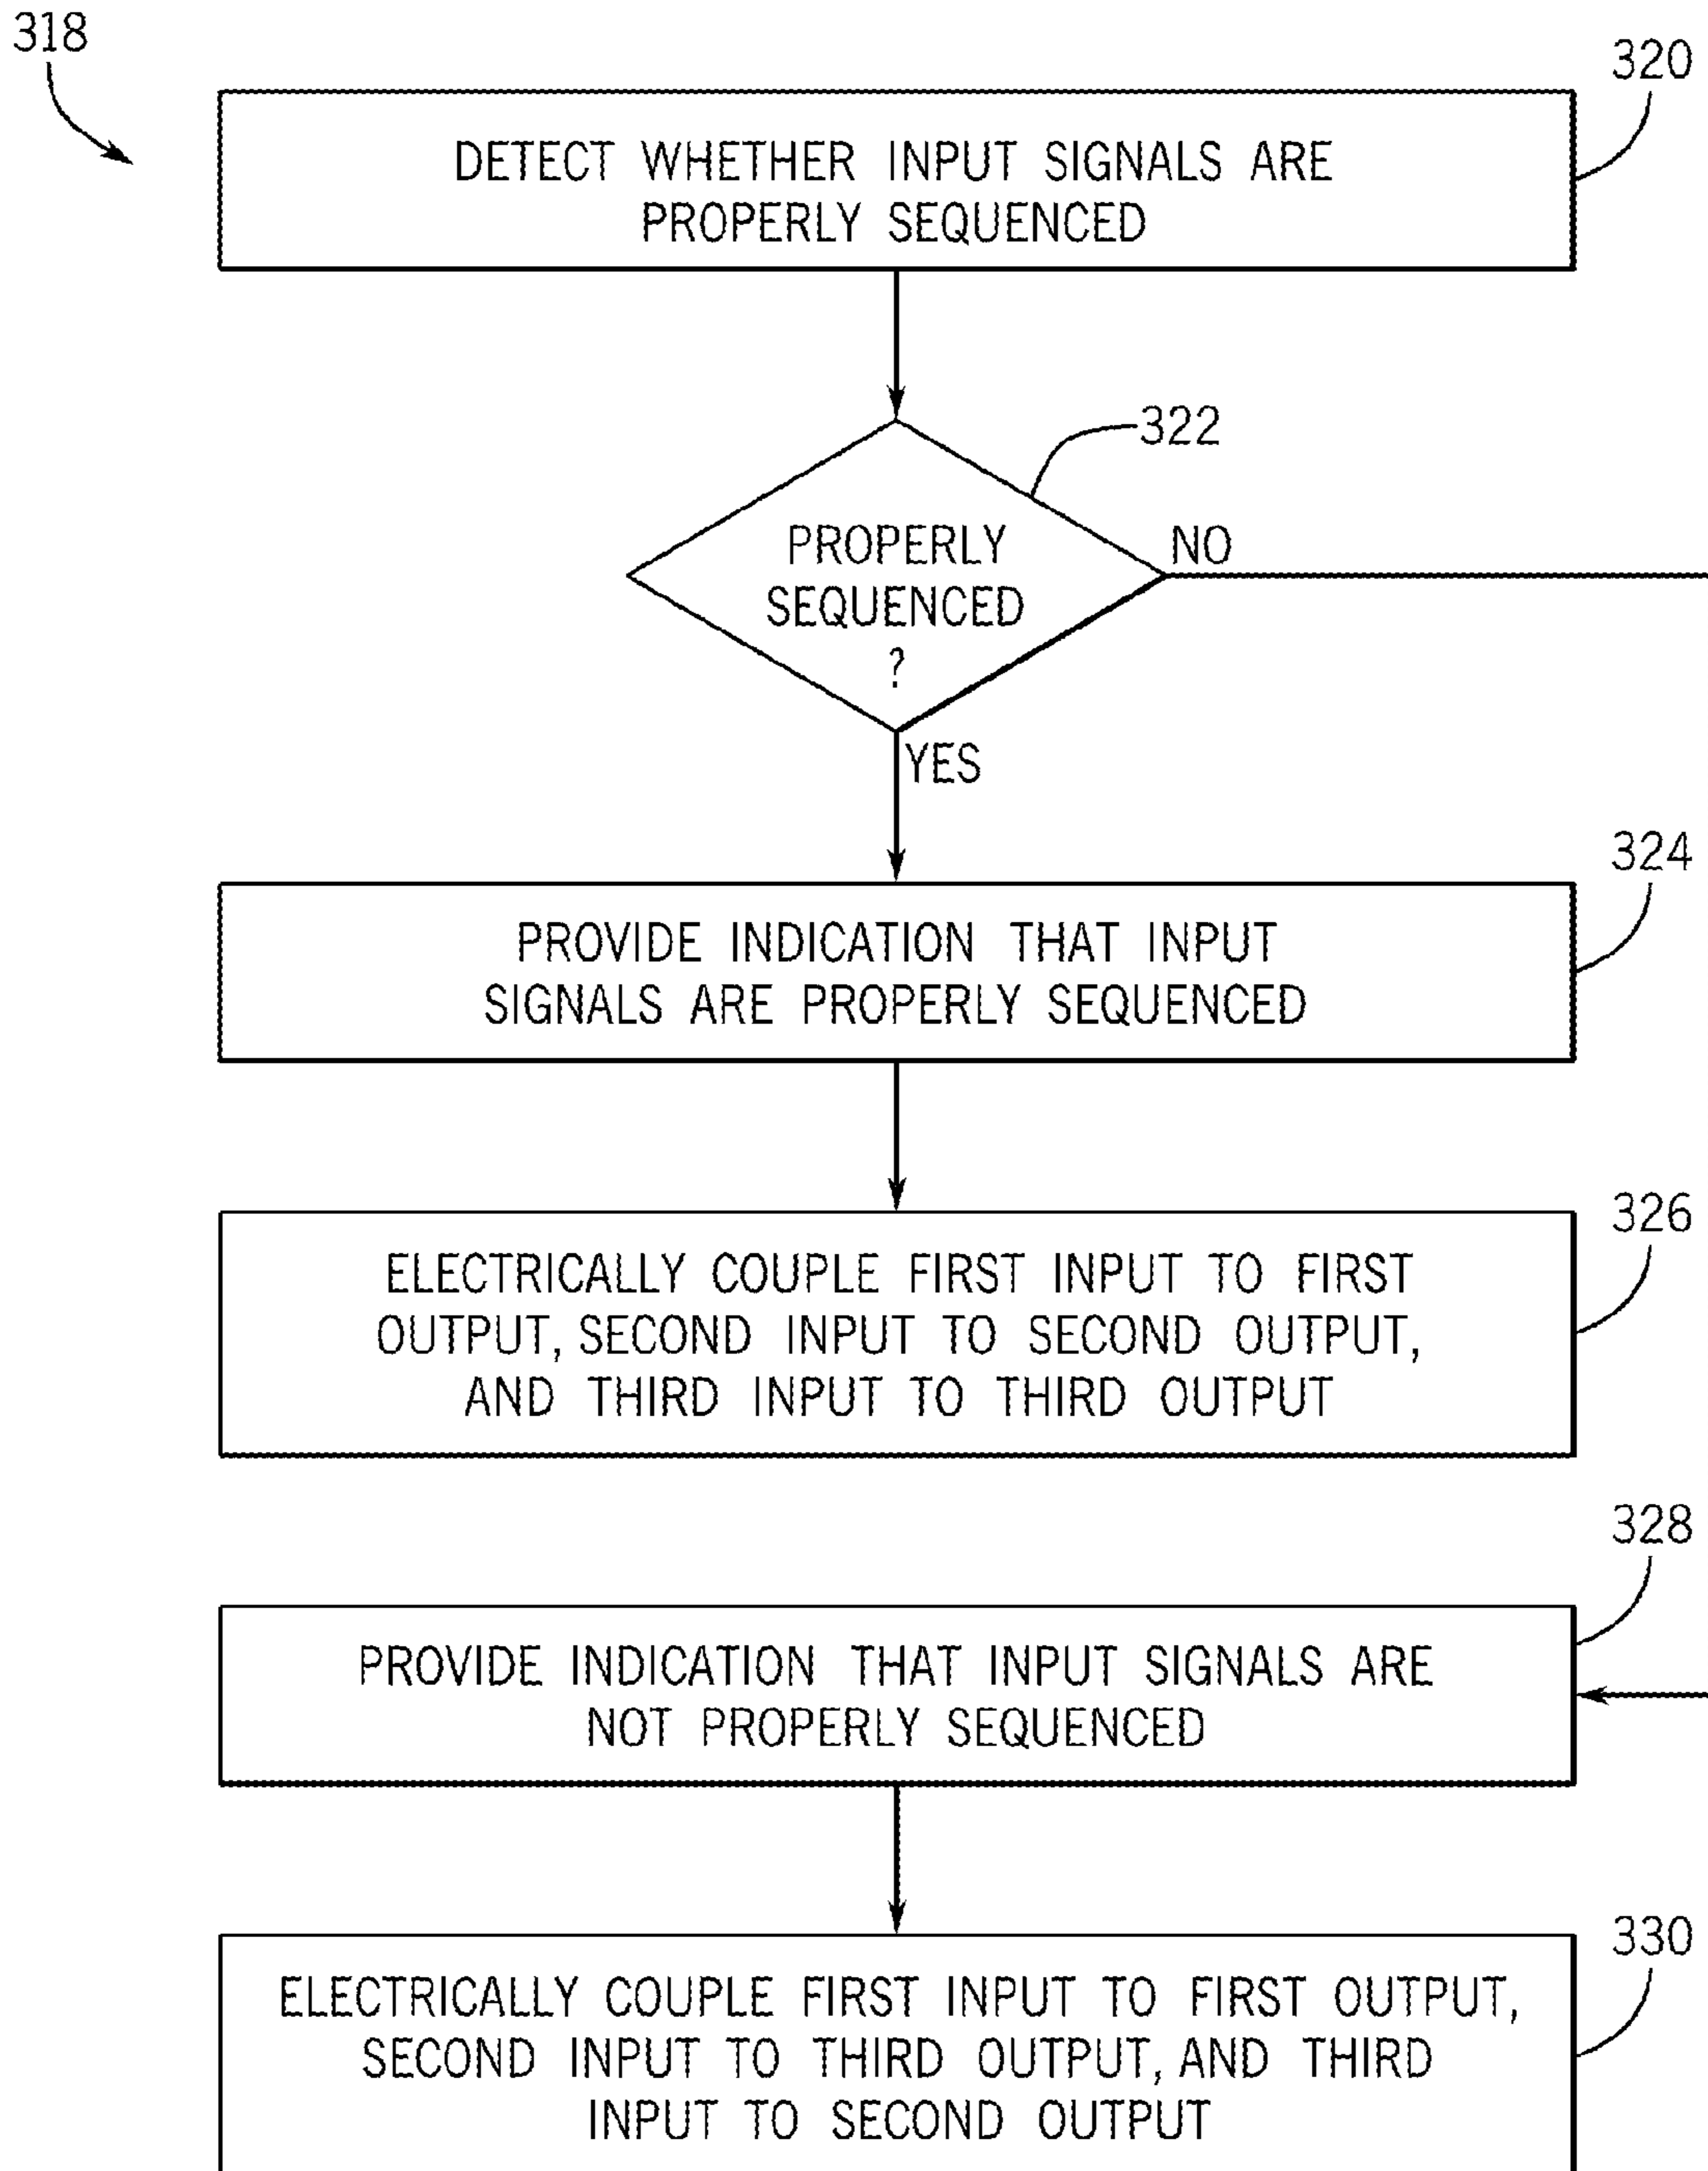 318
320
DETECT WHETHER INPUT SIGNALS ARE
PROPERLY SEQUENCED
322
PROPERLY
SEQUENCED
?
NO
YES
324
PROVIDE INDICATION THAT INPUT
SIGNALS ARE PROPERLY SEQUENCED
326
ELECTRICALLY COUPLE FIRST INPUT TO FIRST
OUTPUT, SECOND INPUT TO SECOND OUTPUT,
AND THIRD INPUT TO THIRD OUTPUT
328
PROVIDE INDICATION THAT INPUT SIGNALS ARE
NOT PROPERLY SEQUENCED
330
ELECTRICALLY COUPLE FIRST INPUT TO FIRST OUTPUT,
SECOND INPUT TO THIRD OUTPUT, AND THIRD
INPUT TO SECOND OUTPUT